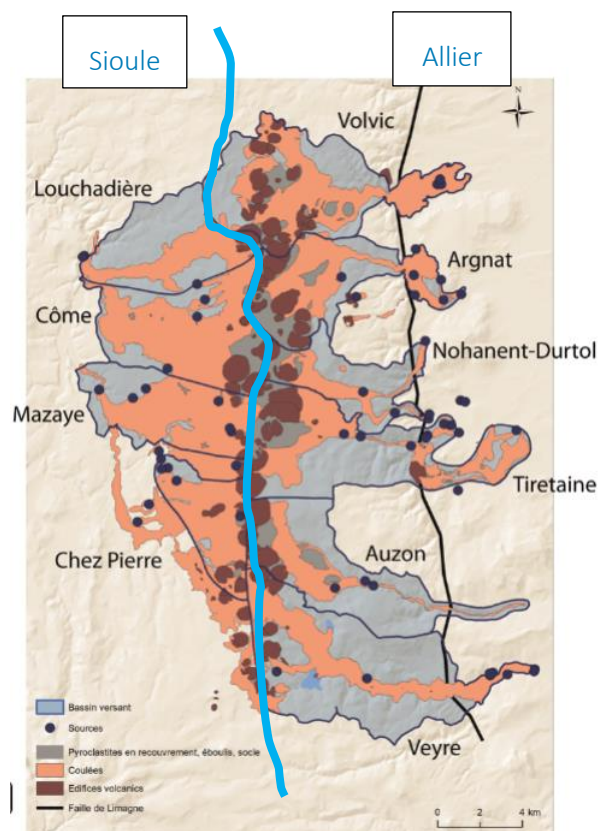 Sioule
Allier
N
Volvic
Louchadière
Argnat
Côme
Nohanent-Durtol
Mazaye
Tiretaine
Chez Pierre
Auzon
Veyre
Bassin versant
Sources
Pyroclastites en recouvrement, éboulis, socle
Coulées
Edifices volcanics
Faille de Limagne
0 2 4 km